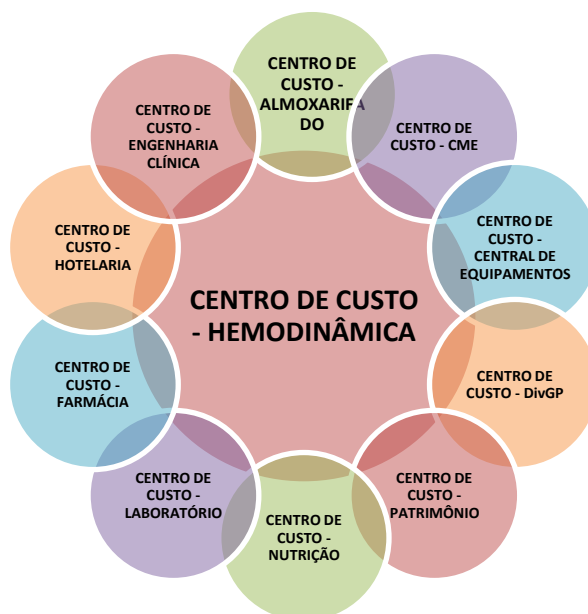 CENTRO DE
CUSTO -
ALMOXARIFA
DO
CENTRO DE
CUSTO - CME
CENTRO DE
CUSTO -
CENTRAL DE
EQUIPAMENTOS
CENTRO DE
CUSTO - DivGP
CENTRO DE
CUSTO -
PATRIMÔNIO
CENTRO DE
CUSTO -
NUTRIÇÃO
CENTRO DE
CUSTO -
LABORATÓRIO
CENTRO DE
CUSTO -
FARMÁCIA
CENTRO DE
CUSTO -
HOTELARIA
CENTRO DE
CUSTO -
ENGENHARIA
CLÍNICA
CENTRO DE CUSTO
- HEMODINÂMICA